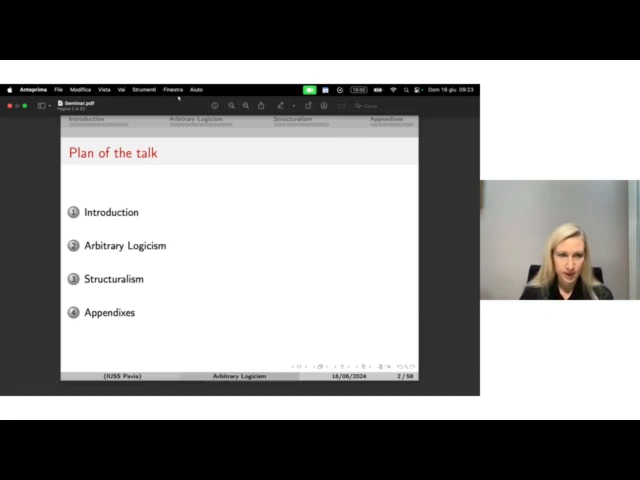 Anteprima File Modifica Vista Vai Strumenti Finestra Aiuto Dom 16 giu 09:23
Seminar.pdf
Introduction Arbitrary Logicism Structuralism Appendixes
Plan of the talk
1 Introduction
2 Arbitrary Logicism
3 Structuralism
4 Appendixes
(IUSS Pavia) Arbitrary Logicism 16/06/2024 2 / 58